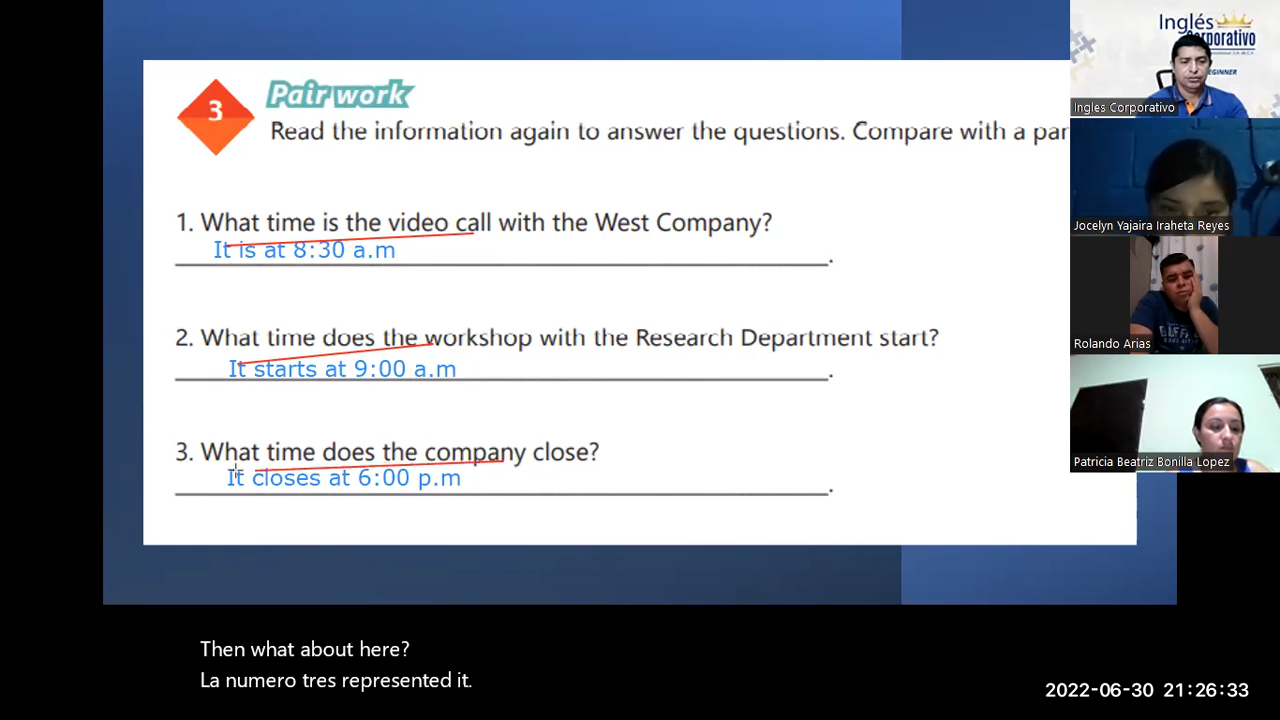 3
Pair work
Read the information again to answer the questions. Compare with a par
1. What time is the video call with the West Company?
It is at 8:30 a.m
.
2. What time does the workshop with the Research Department start?
It starts at 9:00 a.m
.
3. What time does the company close?
It closes at 6:00 p.m
.
Inglés
Corporativo
Ingles Corporativo
Jocelyn Yajaira Iraheta Reyes
Rolando Arias
Patricia Beatriz Bonilla Lopez
Then what about here?
La numero tres represented it.
2022-06-30 21:26:33